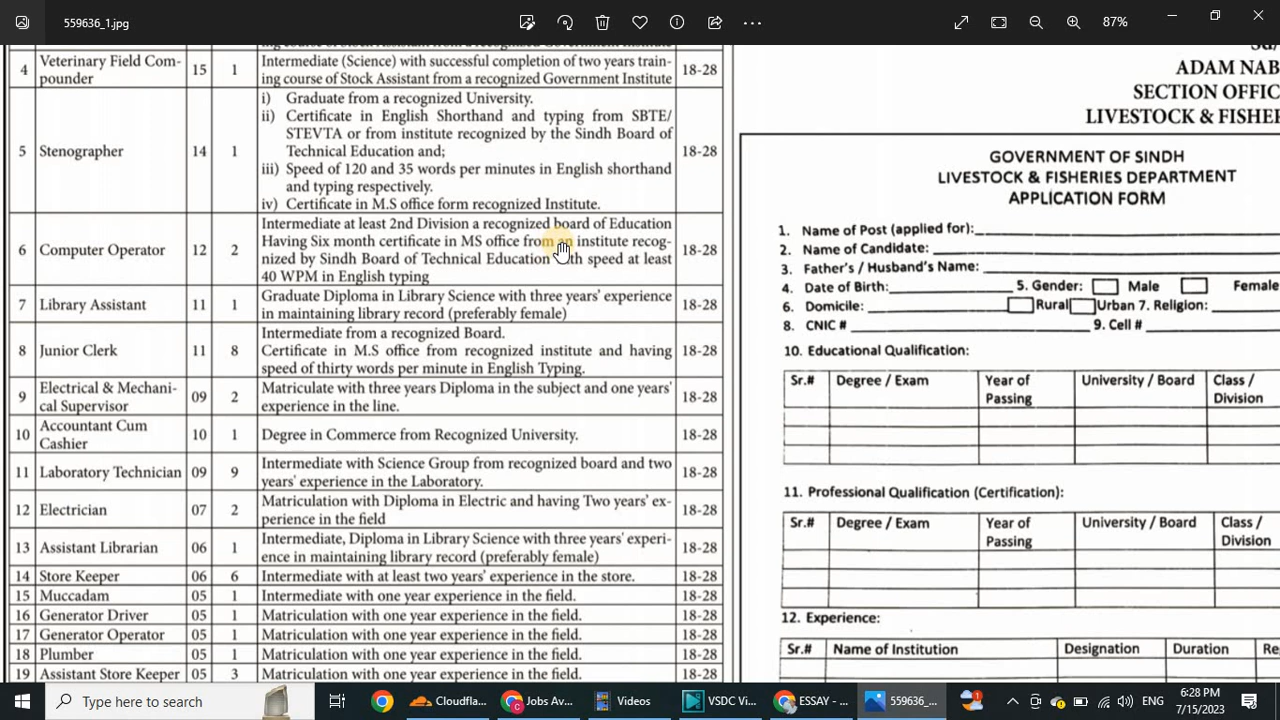 559636_1.jpg
87%
ing course of Stock Assistant from a recognized Government Institute
4 Veterinary Field Com- 15 1 Intermediate (Science) with successful completion of two years train- 18-28
pounder ing course of Stock Assistant from a recognized Government Institute
i) Graduate from a recognized University.
ii) Certificate in English Shorthand and typing from SBTE/
STEVTA or from institute recognized by the Sindh Board of
5 Stenographer 14 1 Technical Education and; 18-28
iii) Speed of 120 and 35 words per minutes in English shorthand
and typing respectively.
iv) Certificate in M.S office form recognized Institute.
Intermediate at least 2nd Division a recognized board of Education
6 Computer Operator 12 2 Having Six month certificate in MS office from an institute recog- 18-28
nized by Sindh Board of Technical Education speed at least
40 WPM in English typing
7 Library Assistant 11 1 Graduate Diploma in Library Science with three years' experience 18-28
in maintaining library record (preferably female)
Intermediate from a recognized Board.
8 Junior Clerk 11 8 Certificate in M.S office from recognized institute and having 18-28
speed of thirty words per minute in English Typing.
9 Electrical & Mechani- 09 2 Matriculate with three years Diploma in the subject and one years' 18-28
cal Supervisor experience in the line.
10 Accountant Cum 10 1 Degree in Commerce from Recognized University. 18-28
Cashier
11 Laboratory Technician 09 9 Intermediate with Science Group from recognized board and two 18-28
years' experience in the Laboratory.
12 Electrician 07 2 Matriculation with Diploma in Electric and having Two years' ex- 18-28
perience in the field
13 Assistant Librarian 06 1 Intermediate, Diploma in Library Science with three years' experi- 18-28
ence in maintaining library record (preferably female)
14 Store Keeper 06 6 Intermediate with at least two years' experience in the store. 18-28
15 Muccadam 05 1 Intermediate with one year experience in the field. 18-28
16 Generator Driver 05 1 Matriculation with one year experience in the field. 18-28
17 Generator Operator 05 1 Matriculation with one year experience in the field. 18-28
18 Plumber 05 1 Matriculation with one year experience in the field. 18-28
19 Assistant Store Keeper 05 3 Matriculation with one year experience in the field. 18-28
Sd/
ADAM NAB
SECTION OFFIC
LIVESTOCK & FISHE
GOVERNMENT OF SINDH
LIVESTOCK & FISHERIES DEPARTMENT
APPLICATION FORM
1. Name of Post (applied for):
2. Name of Candidate:
3. Father's / Husband's Name:
4. Date of Birth: 5. Gender: Male Female
6. Domicile: Rural Urban 7. Religion:
8. CNIC # 9. Cell #
10. Educational Qualification:
Sr.# Degree / Exam Year of University / Board Class /
Passing Division
11. Professional Qualification (Certification):
Sr.# Degree / Exam Year of University / Board Class /
Passing Division
12. Experience:
Sr.# Name of Institution Designation Duration Re
Type here to search
Cloudfla...
Jobs Av...
Videos
VSDC Vi...
ESSAY - ...
559636_...
1
ENG
6:28 PM
7/15/2023